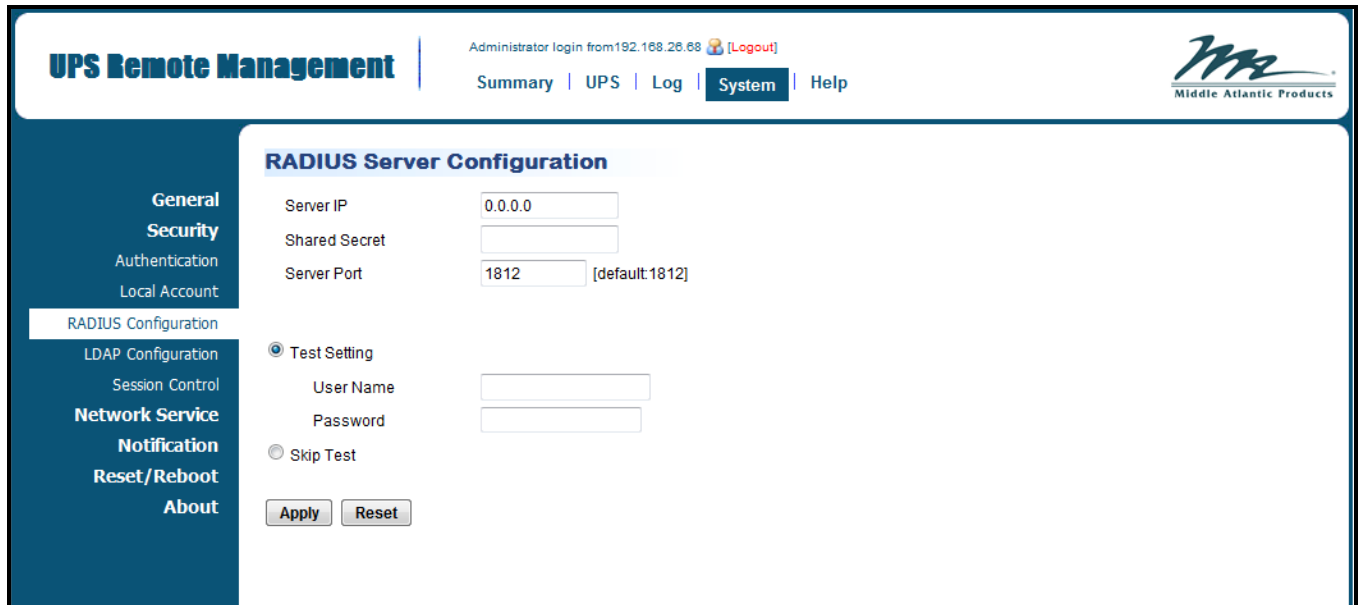 UPS Remote Management
Administrator login from192.168.26.68 [Logout]
Summary | UPS | Log | System | Help
Middle Atlantic Products
General
Security
Authentication
Local Account
RADIUS Configuration
LDAP Configuration
Session Control
Network Service
Notification
Reset/Reboot
About
RADIUS Server Configuration
Server IP 0.0.0.0
Shared Secret
Server Port 1812 [default:1812]
Test Setting
User Name
Password
Skip Test
Apply Reset